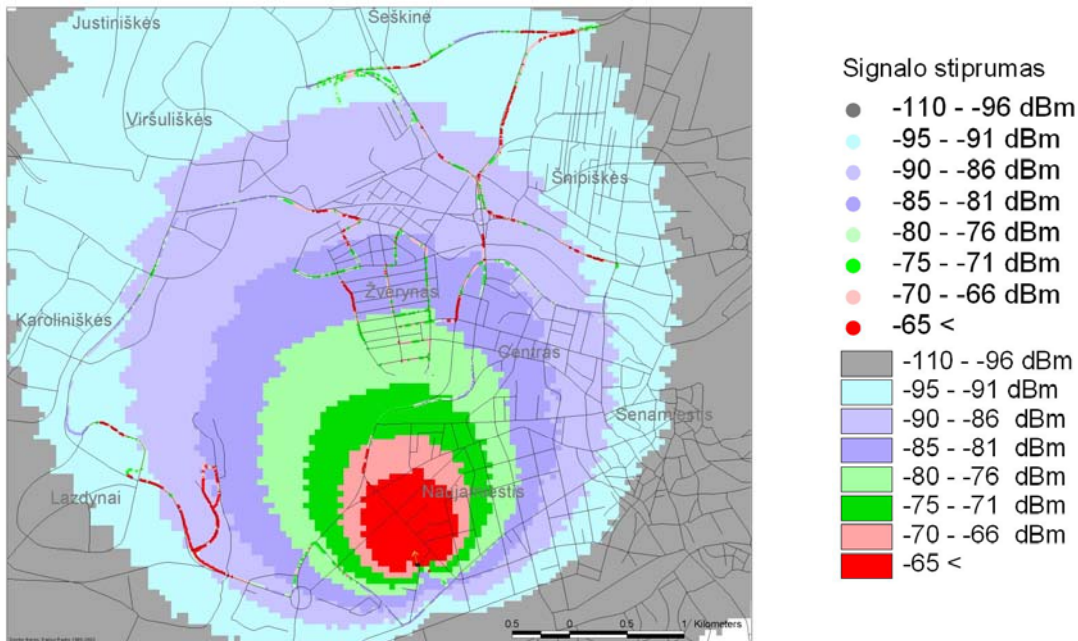 Justiniškės
Šeškinė
Viršuliškės
Šnipiškės
Žvėrynas
Karoliniškės
Centras
Senamiestis
Lazdynai
Naujamiestis
0.5 0 0.5 1 Kilometers
Signalo stiprumas
-110 - -96 dBm
-95 - -91 dBm
-90 - -86 dBm
-85 - -81 dBm
-80 - -76 dBm
-75 - -71 dBm
-70 - -66 dBm
-65 <
-110 - -96 dBm
-95 - -91 dBm
-90 - -86 dBm
-85 - -81 dBm
-80 - -76 dBm
-75 - -71 dBm
-70 - -66 dBm
-65 <